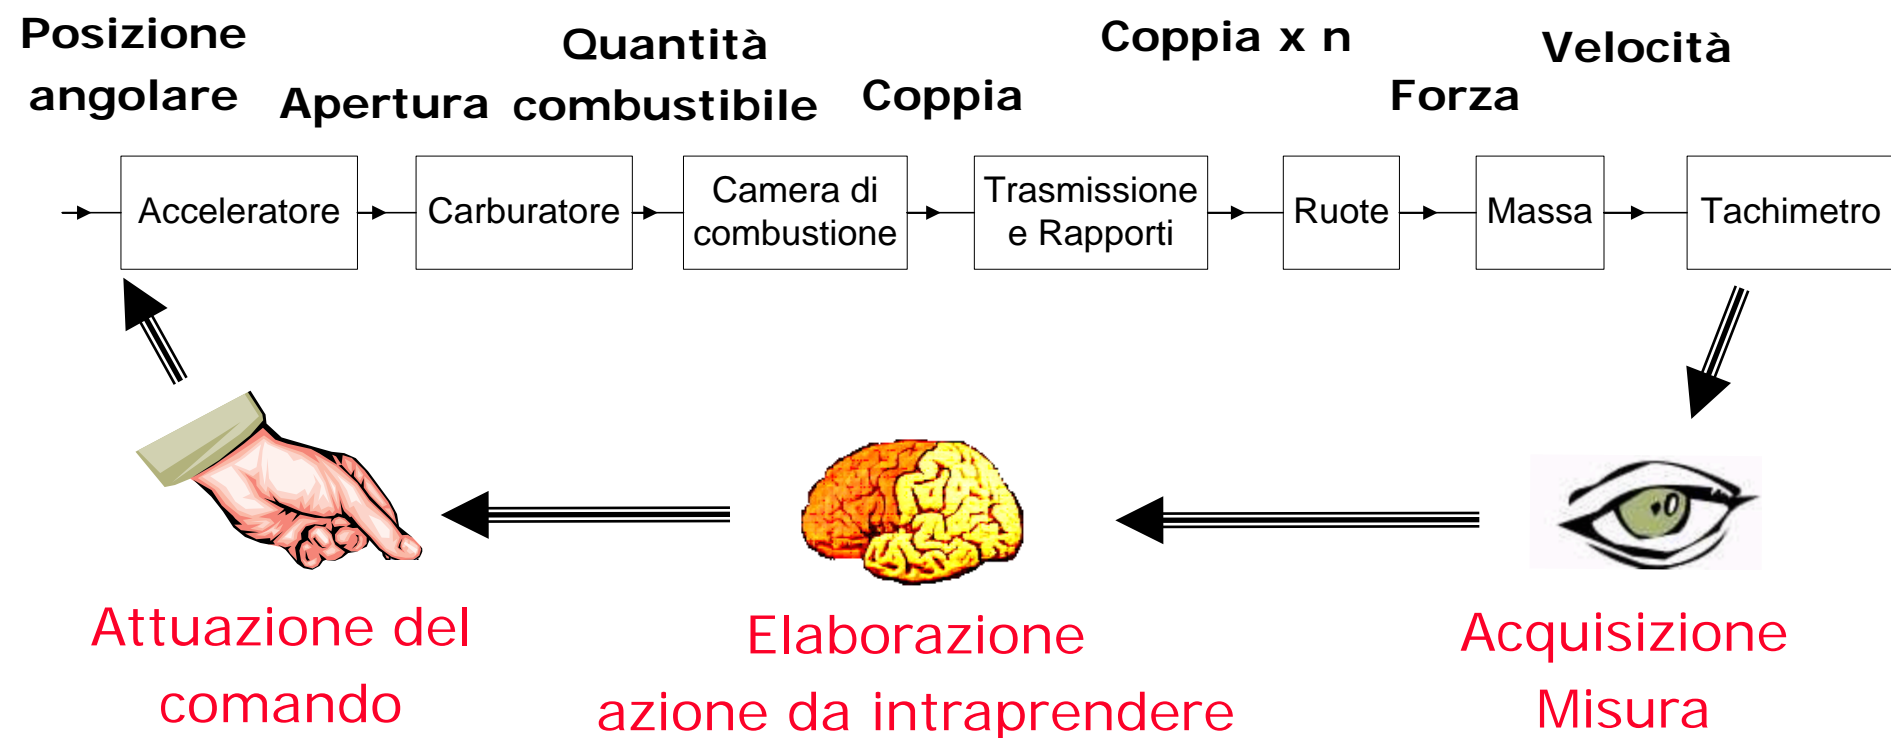 Posizione
angolare
Apertura
Quantità
combustibile
Coppia
Coppia x n
Forza
Velocità
Acceleratore
Carburatore
Camera di
combustione
Trasmissione
e Rapporti
Ruote
Massa
Tachimetro
Attuazione del
comando
Elaborazione
azione da intraprendere
Acquisizione
Misura